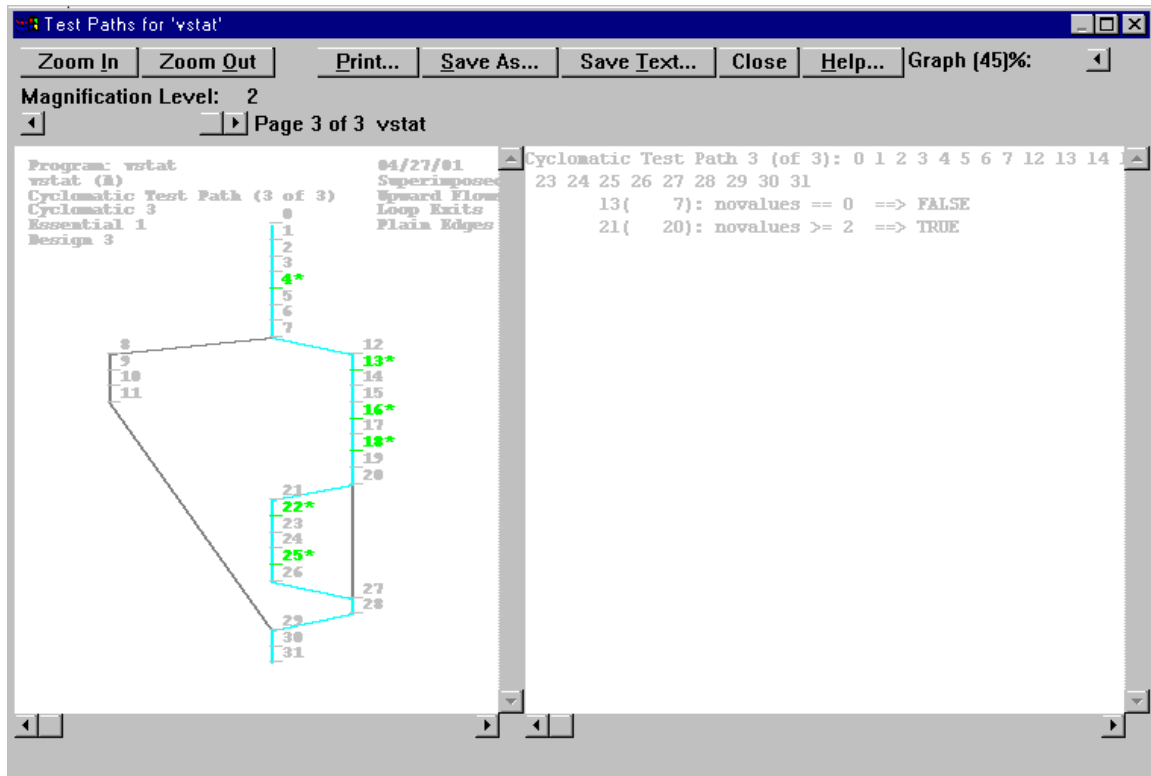 Test Paths for 'vstat'
Zoom In Zoom Out Print... Save As... Save Text... Close Help... Graph (45)%:
Magnification Level: 2
Page 3 of 3 vstat
Program: vstat 04/27/01
vstat (A) Superimposed
Cyclomatic Test Path (3 of 3) Upward Flows
Cyclomatic 3 Loop Exits
Essential 1 Plain Edges
Design 3
0
1
2
3
4*
5
6
7
8
9
10
11
12
13*
14
15
16*
17
18*
19
20
21
22*
23
24
25*
26
27
28
29
30
31
Cyclomatic Test Path 3 (of 3): 0 1 2 3 4 5 6 7 12 13 14
23 24 25 26 27 28 29 30 31
13( 7): novalues == 0 ==> FALSE
21( 20): novalues >= 2 ==> TRUE